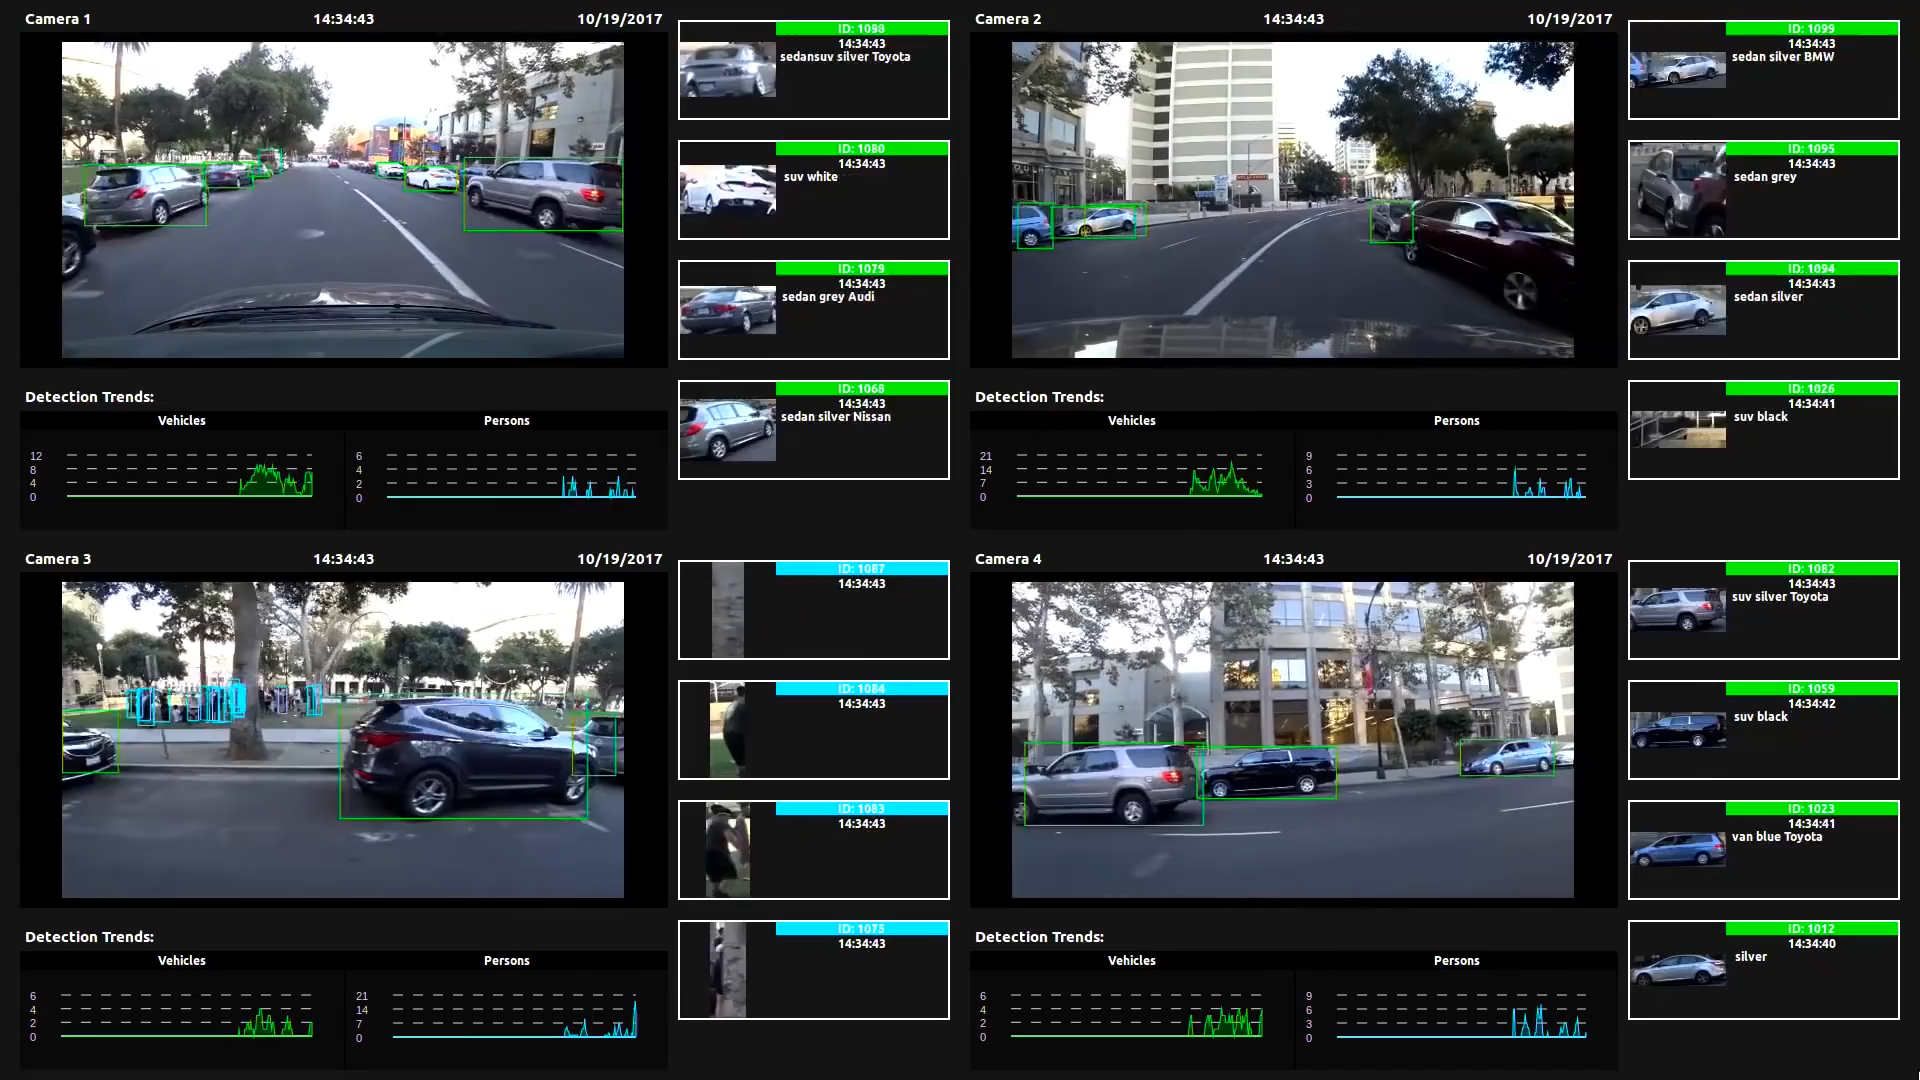 Camera 1 14:34:43 10/19/2017
ID: 1098
14:34:43
sedansuv silver Toyota
ID: 1080
14:34:43
suv white
ID: 1079
14:34:43
sedan grey Audi
ID: 1068
14:34:43
sedan silver Nissan
Detection Trends:
Vehicles Persons
12
8
4
0
6
4
2
0
Camera 2 14:34:43 10/19/2017
ID: 1099
14:34:43
sedan silver BMW
ID: 1095
14:34:43
sedan grey
ID: 1094
14:34:43
sedan silver
ID: 1026
14:34:41
suv black
Detection Trends:
Vehicles Persons
21
14
7
0
9
6
3
0
Camera 3 14:34:43 10/19/2017
ID: 1087
14:34:43
ID: 1084
14:34:43
ID: 1083
14:34:43
ID: 1075
14:34:43
Detection Trends:
Vehicles Persons
6
4
2
0
21
14
7
0
Camera 4 14:34:43 10/19/2017
ID: 1082
14:34:43
suv silver Toyota
ID: 1059
14:34:42
suv black
ID: 1023
14:34:41
van blue Toyota
ID: 1012
14:34:40
silver
Detection Trends:
Vehicles Persons
6
4
2
0
9
6
3
0